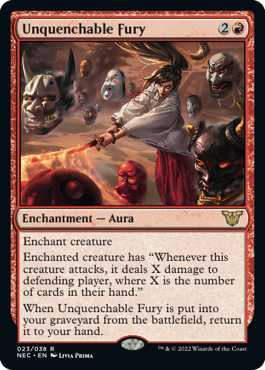 Unquenchable Fury 2
Enchantment — Aura
Enchant creature
Enchanted creature has “Whenever this
creature attacks, it deals X damage to
defending player, where X is the number
of cards in their hand.”
When Unquenchable Fury is put into
your graveyard from the battlefield, return
it to your hand.
023/038 R
NEC • EN LIVIA PRIMA
™ & © 2022 Wizards of the Coast